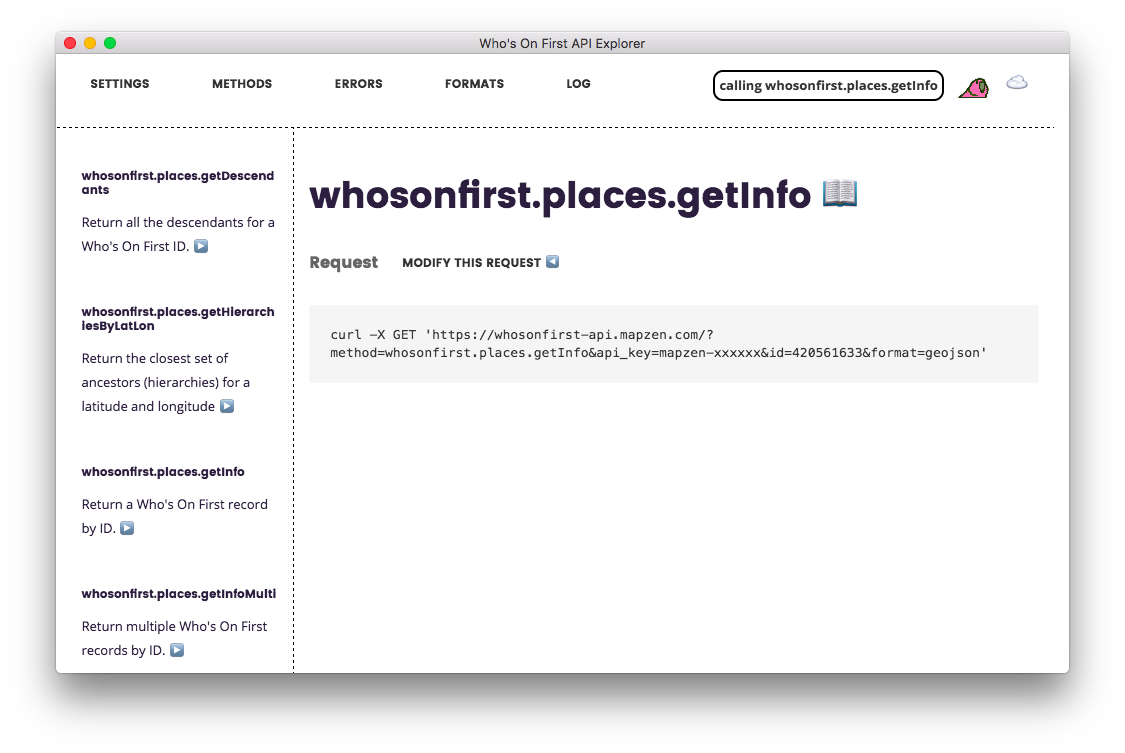 Who's On First API Explorer
SETTINGS METHODS ERRORS FORMATS LOG calling whosonfirst.places.getInfo
whosonfirst.places.getDescend
ants
Return all the descendants for a
Who's On First ID.
whosonfirst.places.getHierarch
iesByLatLon
Return the closest set of
ancestors (hierarchies) for a
latitude and longitude
whosonfirst.places.getInfo
Return a Who's On First record
by ID.
whosonfirst.places.getInfoMulti
Return multiple Who's On First
records by ID.
whosonfirst.places.getInfo
Request MODIFY THIS REQUEST
curl -X GET 'https://whosonfirst-api.mapzen.com/?
method=whosonfirst.places.getInfo&api_key=mapzen-xxxxxx&id=420561633&format=geojson'